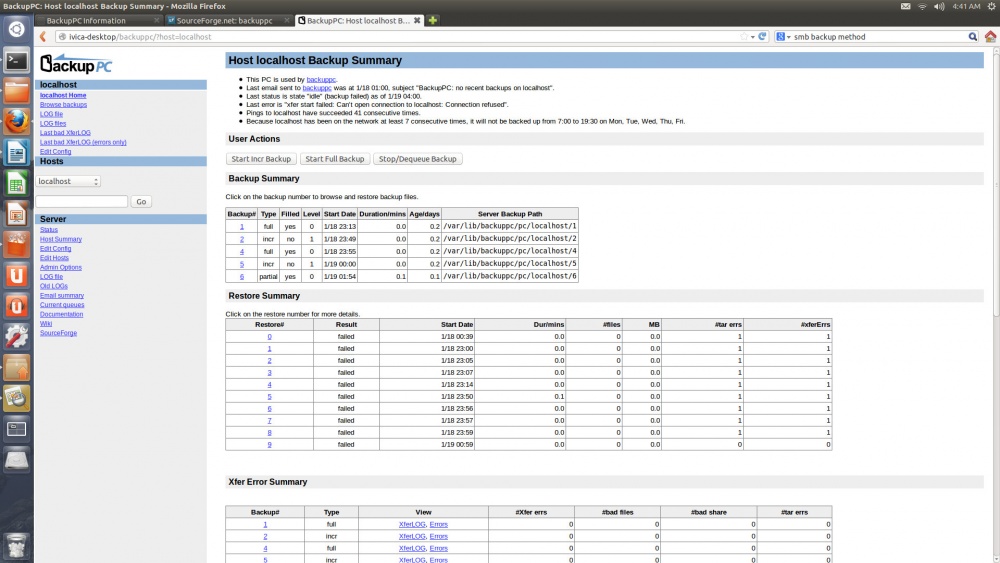 BackupPC: Host localhost Backup Summary - Mozilla Firefox
4:41 AM
BackupPC Information
SourceForge.net: backuppc
BackupPC: Host localhost B...
ivica-desktop/backuppc/?host=localhost
smb backup method
BackupPC
localhost
localhost Home
Browse backups
LOG file
LOG files
Last bad XferLOG
Last bad XferLOG (errors only)
Edit Config
Hosts
localhost
Go
Server
Status
Host Summary
Edit Config
Edit Hosts
Admin Options
LOG file
Old LOGs
Email summary
Current queues
Documentation
Wiki
SourceForge
Host localhost Backup Summary
This PC is used by backuppc.
Last email sent to backuppc was at 1/18 01:00, subject "BackupPC: no recent backups on localhost".
Last status is state "idle" (backup failed) as of 1/19 04:00.
Last error is "xfer start failed: Can't open connection to localhost: Connection refused".
Pings to localhost have succeeded 41 consecutive times.
Because localhost has been on the network at least 7 consecutive times, it will not be backed up from 7:00 to 19:30 on Mon, Tue, Wed, Thu, Fri.
User Actions
Start Incr Backup Start Full Backup Stop/Dequeue Backup
Backup Summary
Click on the backup number to browse and restore backup files.
Backup# Type Filled Level Start Date Duration/mins Age/days Server Backup Path
1 full yes 0 1/18 23:13 0.0 0.2 /var/lib/backuppc/pc/localhost/1
2 incr no 1 1/18 23:49 0.0 0.2 /var/lib/backuppc/pc/localhost/2
4 full yes 0 1/18 23:55 0.0 0.2 /var/lib/backuppc/pc/localhost/4
5 incr no 1 1/19 00:00 0.0 0.2 /var/lib/backuppc/pc/localhost/5
6 partial yes 0 1/19 01:54 0.1 0.1 /var/lib/backuppc/pc/localhost/6
Restore Summary
Click on the restore number for more details.
Restore# Result Start Date Dur/mins #files MB #tar errs #xferErrs
0 failed 1/18 00:39 0.0 0 0.0 1 1
1 failed 1/18 23:00 0.0 0 0.0 1 1
2 failed 1/18 23:05 0.0 0 0.0 1 1
3 failed 1/18 23:07 0.0 0 0.0 1 1
4 failed 1/18 23:14 0.0 0 0.0 1 1
5 failed 1/18 23:50 0.1 0 0.0 1 1
6 failed 1/18 23:56 0.0 0 0.0 1 1
7 failed 1/18 23:57 0.0 0 0.0 1 1
8 failed 1/18 23:59 0.0 0 0.0 1 1
9 failed 1/19 00:59 0.0 0 0.0 0 0
Xfer Error Summary
Backup# Type View #Xfer errs #bad files #bad share #tar errs
1 full XferLOG, Errors 0 0 0 0
2 incr XferLOG, Errors 0 0 0 0
4 full XferLOG, Errors 0 0 0 0
5 incr XferLOG, Errors 0 0 0 0